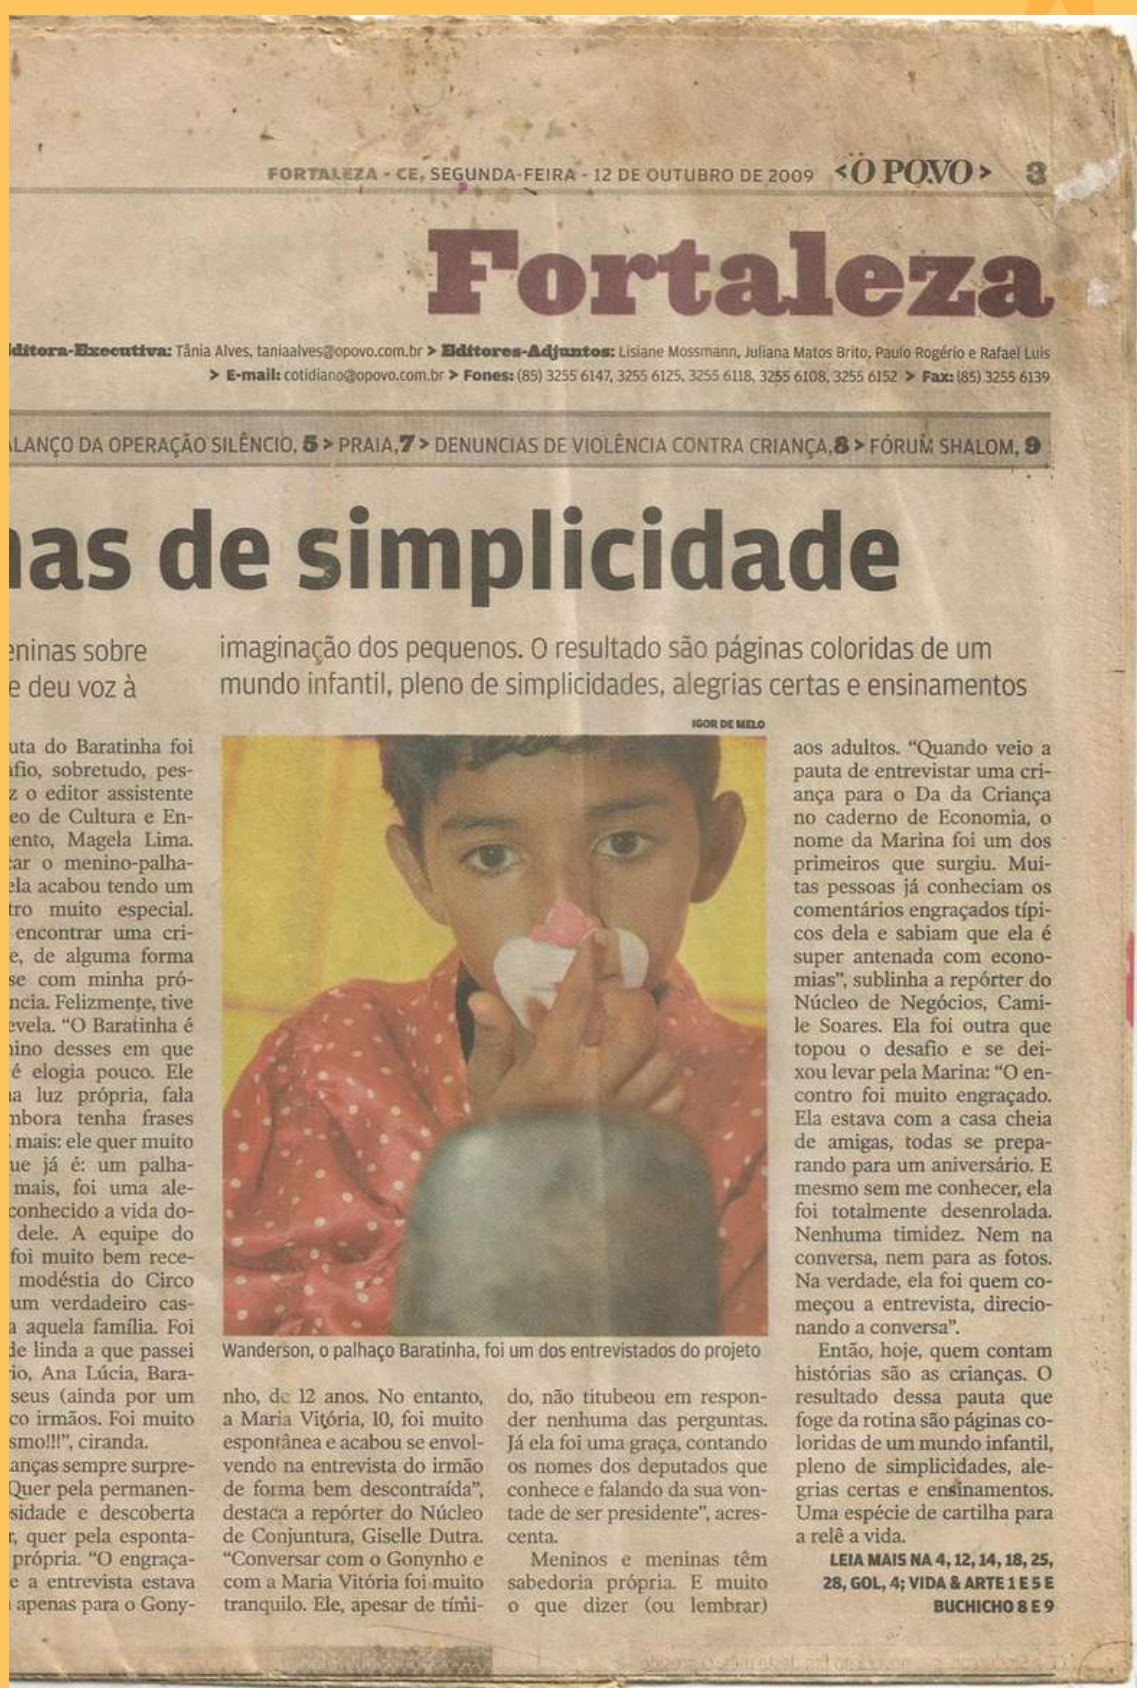 FORTALEZA - CE, SEGUNDA-FEIRA - 12 DE OUTUBRO DE 2009 <O POVO> 3
Fortaleza
ditora-Executiva: Tânia Alves, taniaalves@opovo.com.br > Editores-Adjuntos: Lisiane Mossmann, Juliana Matos Brito, Paulo Rogério e Rafael Luis
> E-mail: cotidiano@opovo.com.br > Fones: (85) 3255 6147, 3255 6125, 3255 6118, 3255 6108, 3255 6152 > Fax: (85) 3255 6139
ALANÇO DA OPERAÇÃO SILÊNCIO, 5 > PRAIA,7 > DENUNCIAS DE VIOLÊNCIA CONTRA CRIANÇA,8 > FÓRUM SHALOM, 9
nas de simplicidade
eninas sobre
e deu voz à
imaginação dos pequenos. O resultado são páginas coloridas de um
mundo infantil, pleno de simplicidades, alegrias certas e ensinamentos
uta do Baratinha foi
afio, sobretudo, pes-
z o editor assistente
eo de Cultura e En-
ento, Magela Lima.
car o menino-palha-
ela acabou tendo um
tro muito especial.
encontrar uma cri-
e, de alguma forma
se com minha pró-
ncia. Felizmente, tive
evela. "O Baratinha é
nino desses em que
é elogia pouco. Ele
na luz própria, fala
mbora tenha frases
mais: ele quer muito
ue já é: um palha-
mais, foi uma ale-
conhecido a vida do-
dele. A equipe do
foi muito bem rece-
modéstia do Circo
um verdadeiro cas-
a aquela família. Foi
de linda a que passei
io, Ana Lúcia, Bara-
seus (ainda por um
co irmãos. Foi muito
smo!!!", ciranda.
anças sempre surpre-
Quer pela permanen-
sidade e descoberta
r, quer pela esponta-
própria. "O engraça-
e a entrevista estava
apenas para o Gony-
IGOR DE MELO
Wanderson, o palhaço Baratinha, foi um dos entrevistados do projeto
nho, de 12 anos. No entanto,
a Maria Vitória, 10, foi muito
espontânea e acabou se envol-
vendo na entrevista do irmão
de forma bem descontraída",
destaca a repórter do Núcleo
de Conjuntura, Giselle Dutra.
"Conversar com o Gonynho e
com a Maria Vitória foi muito
tranquilo. Ele, apesar de tími-
do, não titubeou em respon-
der nenhuma das perguntas.
Já ela foi uma graça, contando
os nomes dos deputados que
conhece e falando da sua von-
tade de ser presidente", acres-
centa.
Meninos e meninas têm
sabedoria própria. E muito
o que dizer (ou lembrar)
aos adultos. "Quando veio a
pauta de entrevistar uma cri-
ança para o Da da Criança
no caderno de Economia, o
nome da Marina foi um dos
primeiros que surgiu. Mui-
tas pessoas já conheciam os
comentários engraçados típi-
cos dela e sabiam que ela é
super antenada com econo-
mias", sublinha a repórter do
Núcleo de Negócios, Cami-
le Soares. Ela foi outra que
topou o desafio e se dei-
xou levar pela Marina: "O en-
contro foi muito engraçado.
Ela estava com a casa cheia
de amigas, todas se prepa-
rando para um aniversário. E
mesmo sem me conhecer, ela
foi totalmente desenrolada.
Nenhuma timidez. Nem na
conversa, nem para as fotos.
Na verdade, ela foi quem co-
meçou a entrevista, direcio-
nando a conversa".
Então, hoje, quem contam
histórias são as crianças. O
resultado dessa pauta que
foge da rotina são páginas co-
loridas de um mundo infantil,
pleno de simplicidades, ale-
grias certas e ensinamentos.
Uma espécie de cartilha para
a relê a vida.
LEIA MAIS NA 4, 12, 14, 18, 25,
28, GOL, 4; VIDA & ARTE 1 E 5 E
BUCHICHO 8 E 9